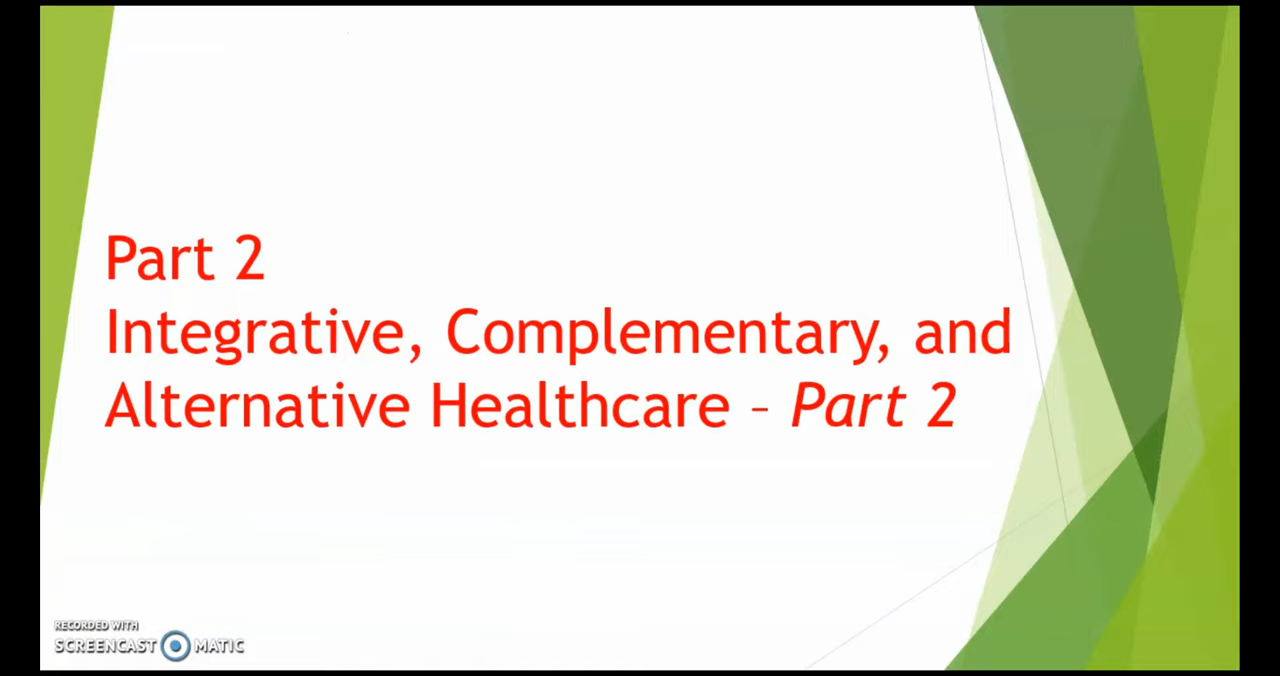 Part 2
Integrative, Complementary, and
Alternative Healthcare – Part 2
RECORDED WITH
SCREENCAST MATIC